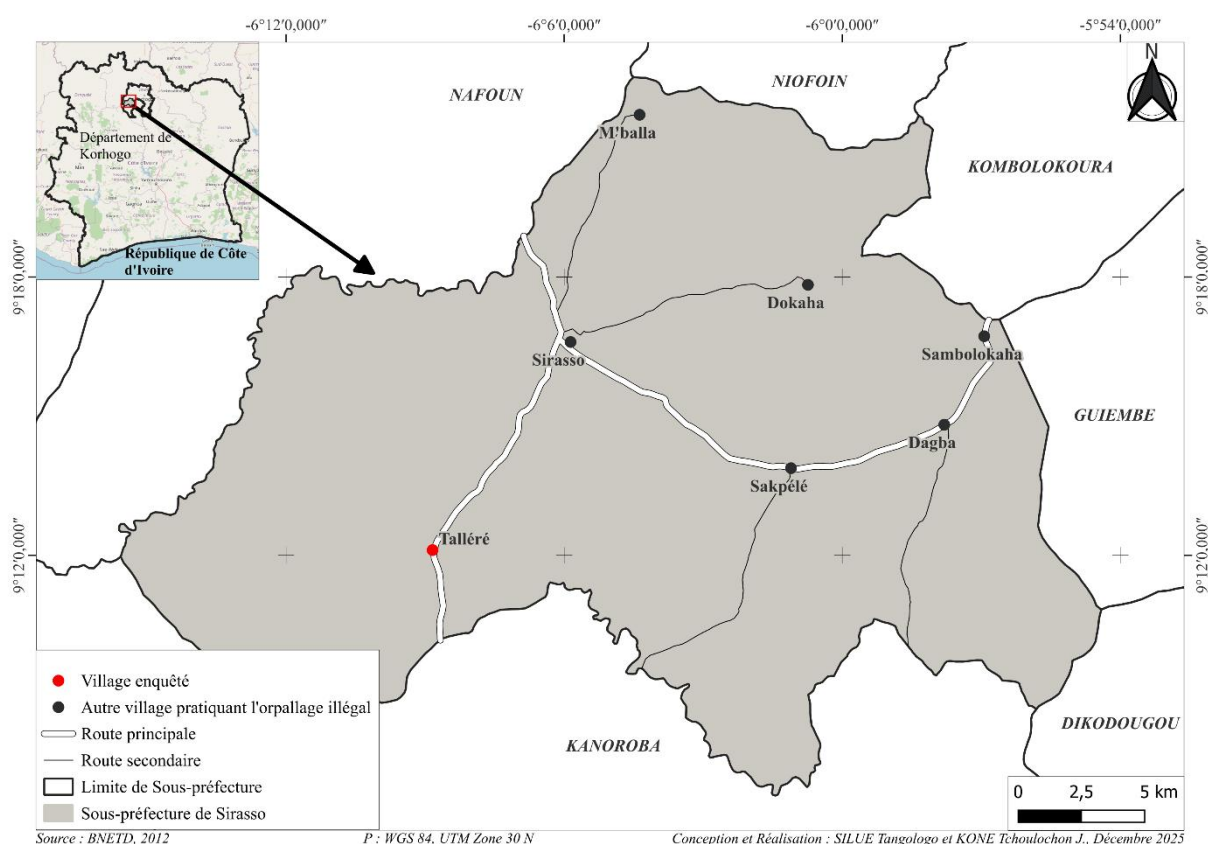 -6°12'0,000"
-6°6'0,000"
-6°0'0,000"
-5°54'0,000"
N
NAFOUN
NIOFOIN
M'balla
KOMBOLOKOURA
Département de
Korhogo
République de Côte
d'Ivoire
9°18'0,000"
9°18'0,000"
Dokaha
Sirasso
Sambolokaha
GUIEMBE
Dagba
Sakpélé
Talléré
9°12'0,000"
9°12'0,000"
Village enquêté
Autre village pratiquant l'orpallage illégal
Route principale
Route secondaire
Limite de Sous-préfecture
Sous-préfecture de Sirasso
KANOROBA
DIKODOUGOU
0 2,5 5 km
Source : BNETD, 2012
P : WGS 84, UTM Zone 30 N
Conception et Réalisation : SILUE Tangologo et KONE Tchoulochon J., Décembre 2025